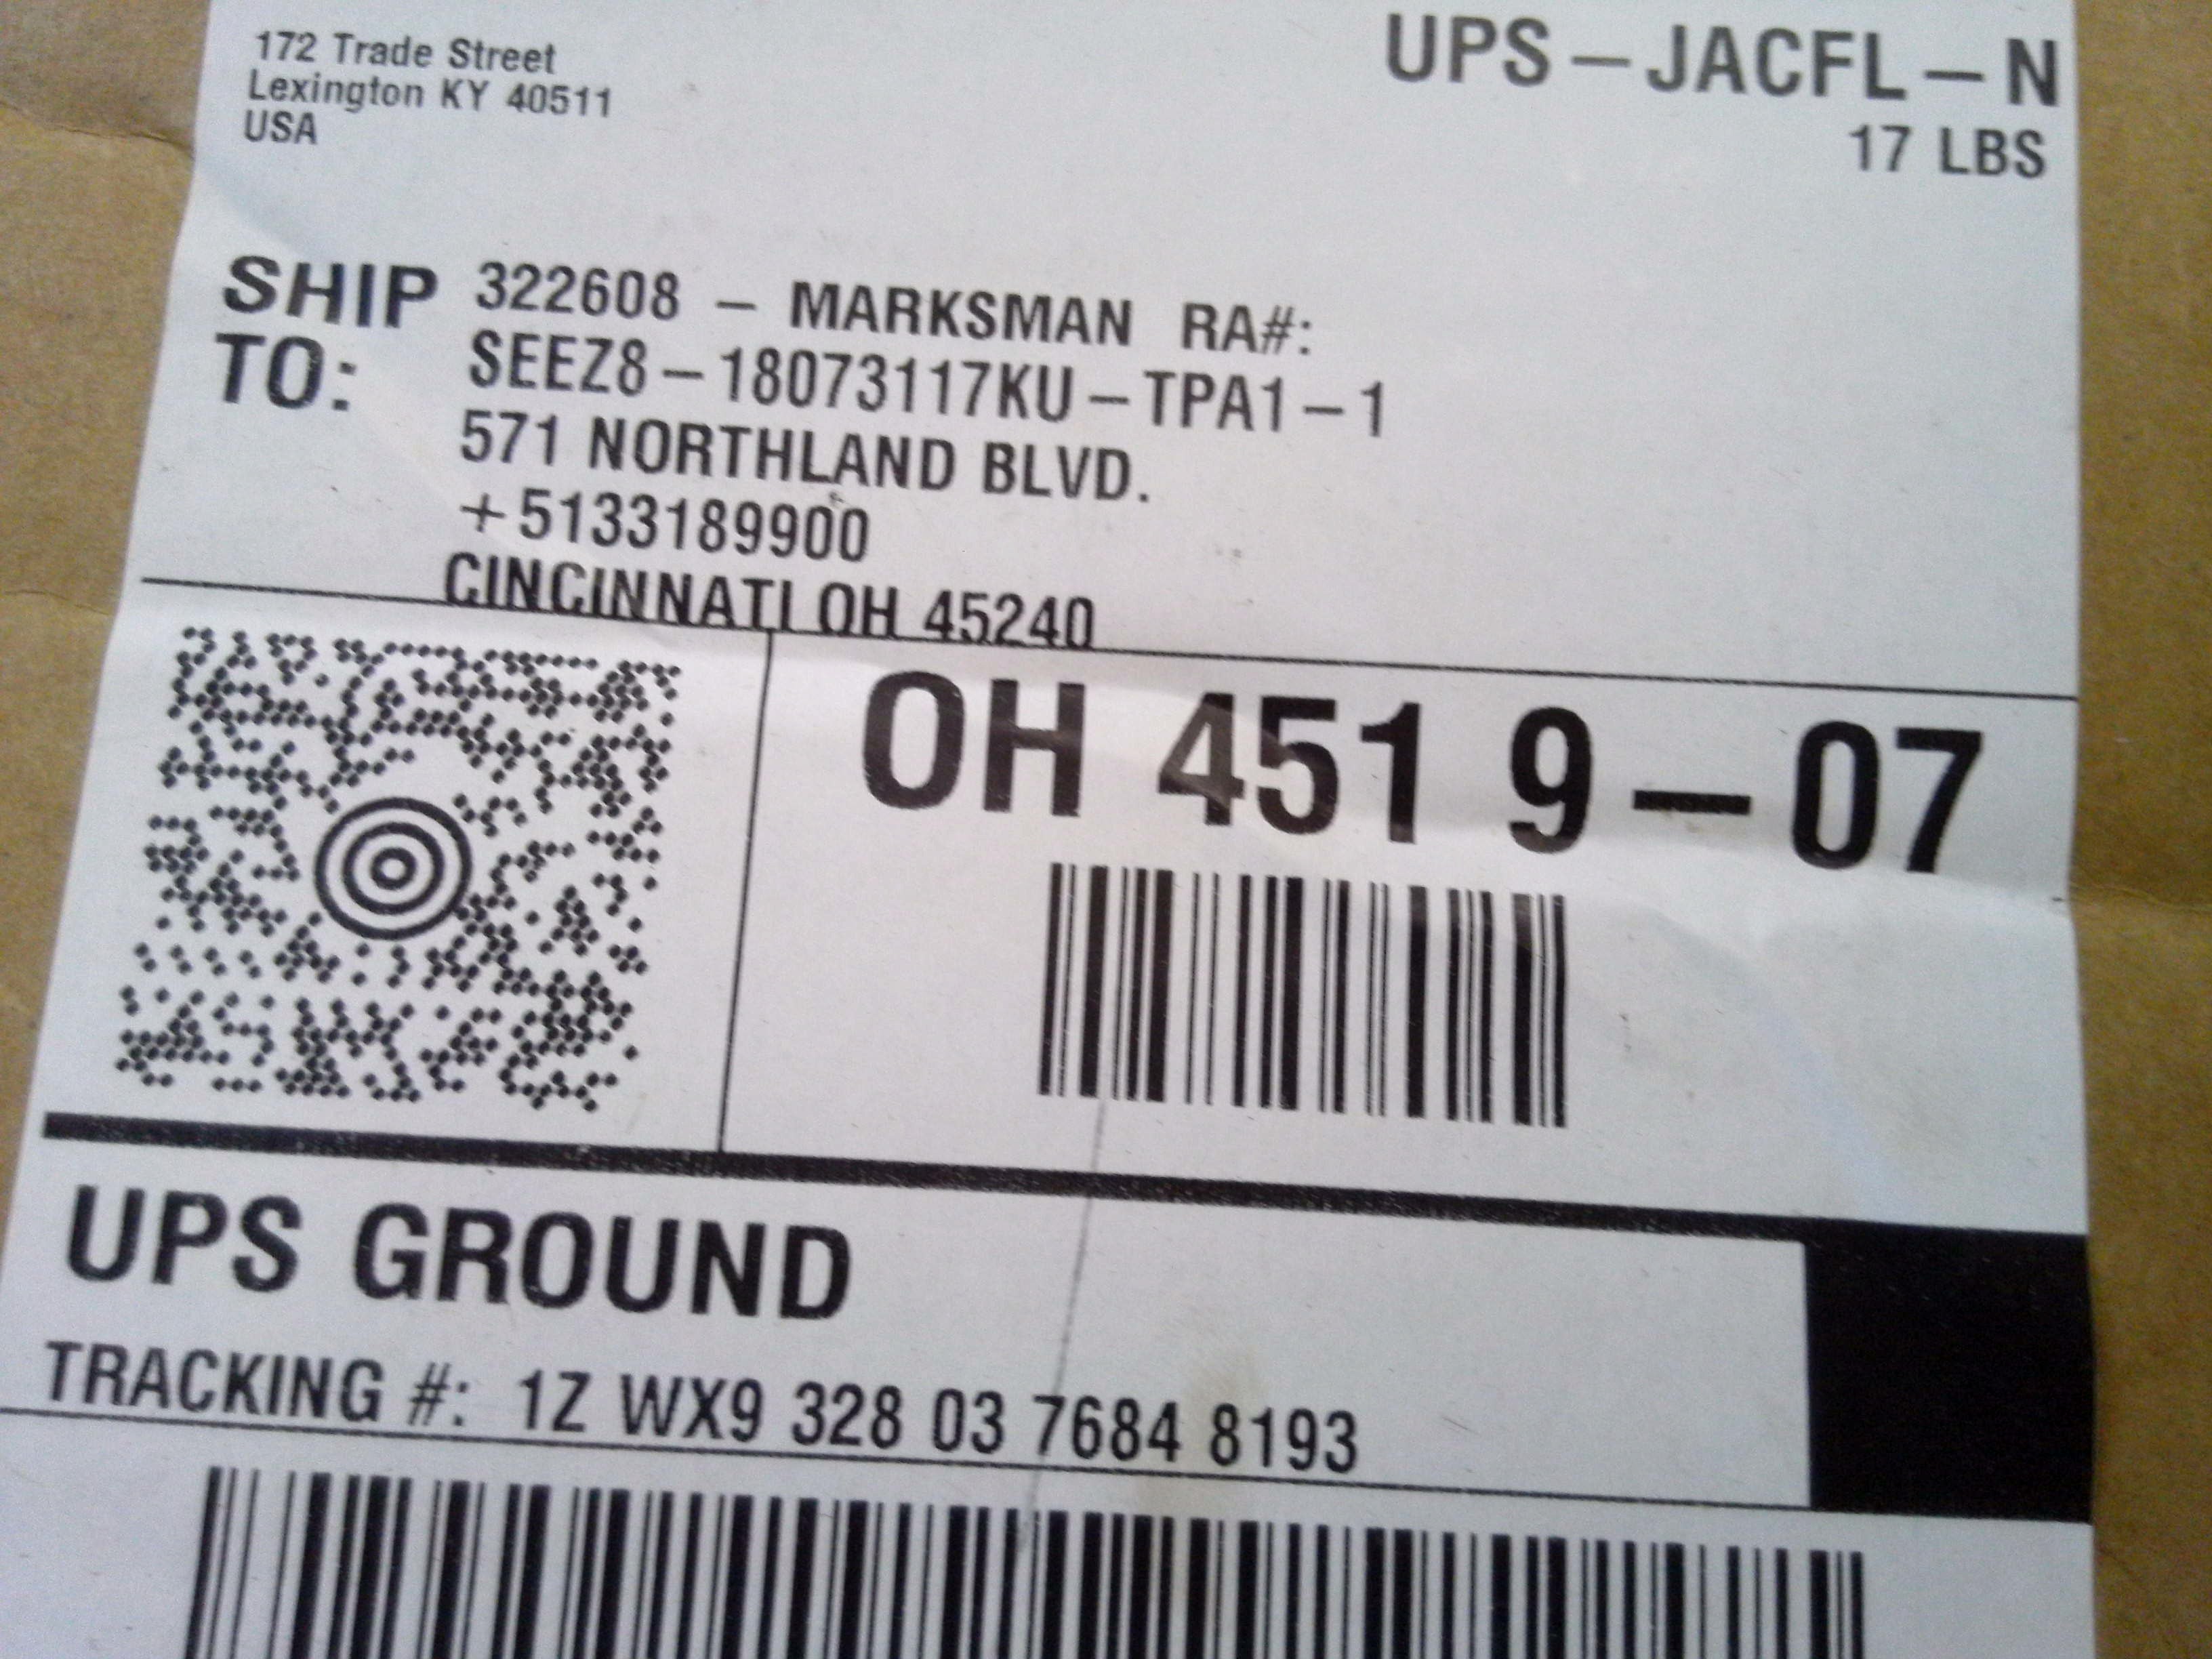 172 Trade Street
Lexington KY 40511
USA
UPS – JACFL – N
17 LBS
SHIP TO:
322608 – MARKSMAN RA#:
SEEZ8 – 18073117KU – TPA1 – 1
571 NORTHLAND BLVD.
+5133189900
CINCINNATI OH 45240
OH 451 9 – 07
UPS GROUND
TRACKING #: 1Z WX9 328 03 7684 8193